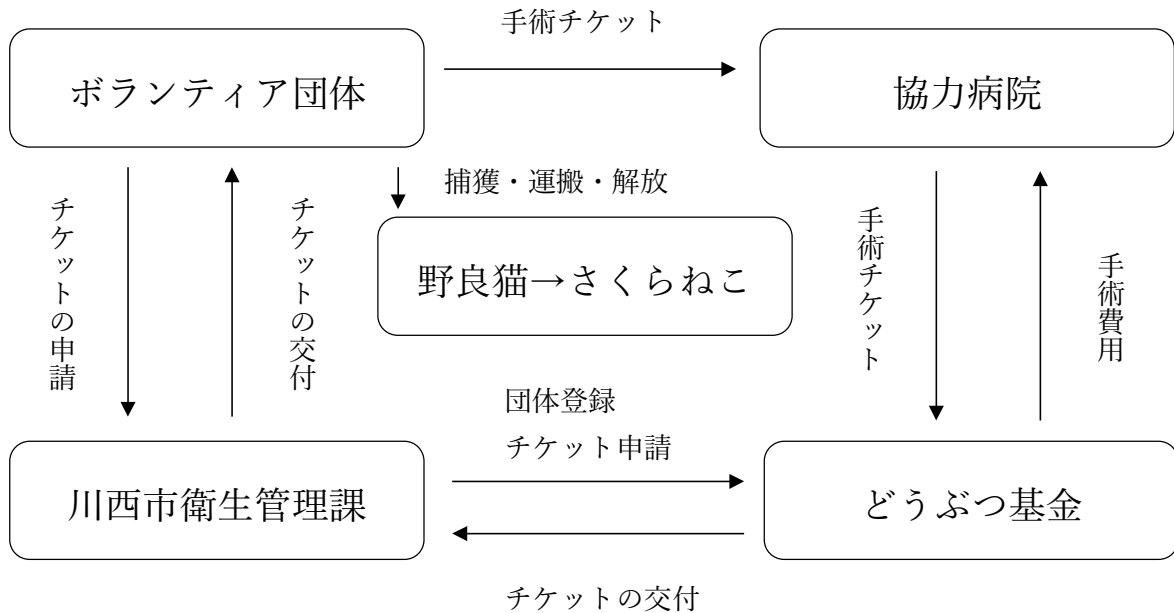 手術チケット
ボランティア団体
協力病院
捕獲・運搬・解放
チケットの申請
チケットの交付
野良猫→さくらねこ
手術チケット
手術費用
団体登録
チケット申請
川西市衛生管理課
どうぶつ基金
チケットの交付